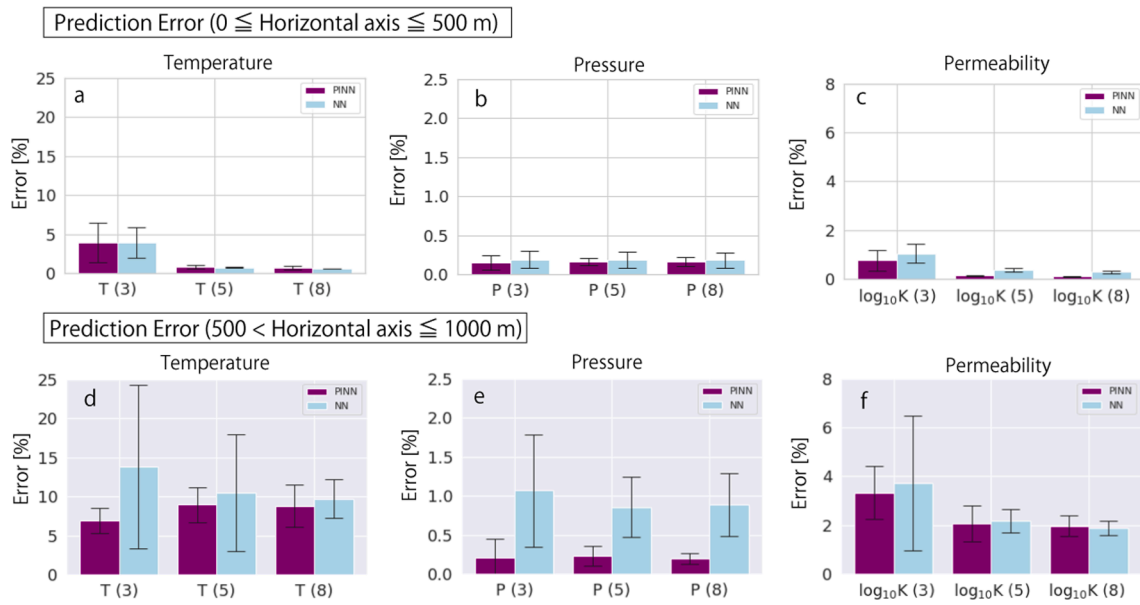 Prediction Error (0 ≦ Horizontal axis ≦ 500 m)
Temperature
25
20
15
10
5
0
Error [%]
a
PINN
NN
T (3)
T (5)
T (8)
Pressure
2.5
2.0
1.5
1.0
0.5
0.0
Error [%]
b
PINN
NN
P (3)
P (5)
P (8)
Permeability
8
6
4
2
0
Error [%]
c
PINN
NN
log₁₀K (3)
log₁₀K (5)
log₁₀K (8)
Prediction Error (500 < Horizontal axis ≦ 1000 m)
Temperature
25
20
15
10
5
0
Error [%]
d
PINN
NN
T (3)
T (5)
T (8)
Pressure
2.5
2.0
1.5
1.0
0.5
0.0
Error [%]
e
PINN
NN
P (3)
P (5)
P (8)
Permeability
8
6
4
2
0
Error [%]
f
PINN
NN
log₁₀K (3)
log₁₀K (5)
log₁₀K (8)